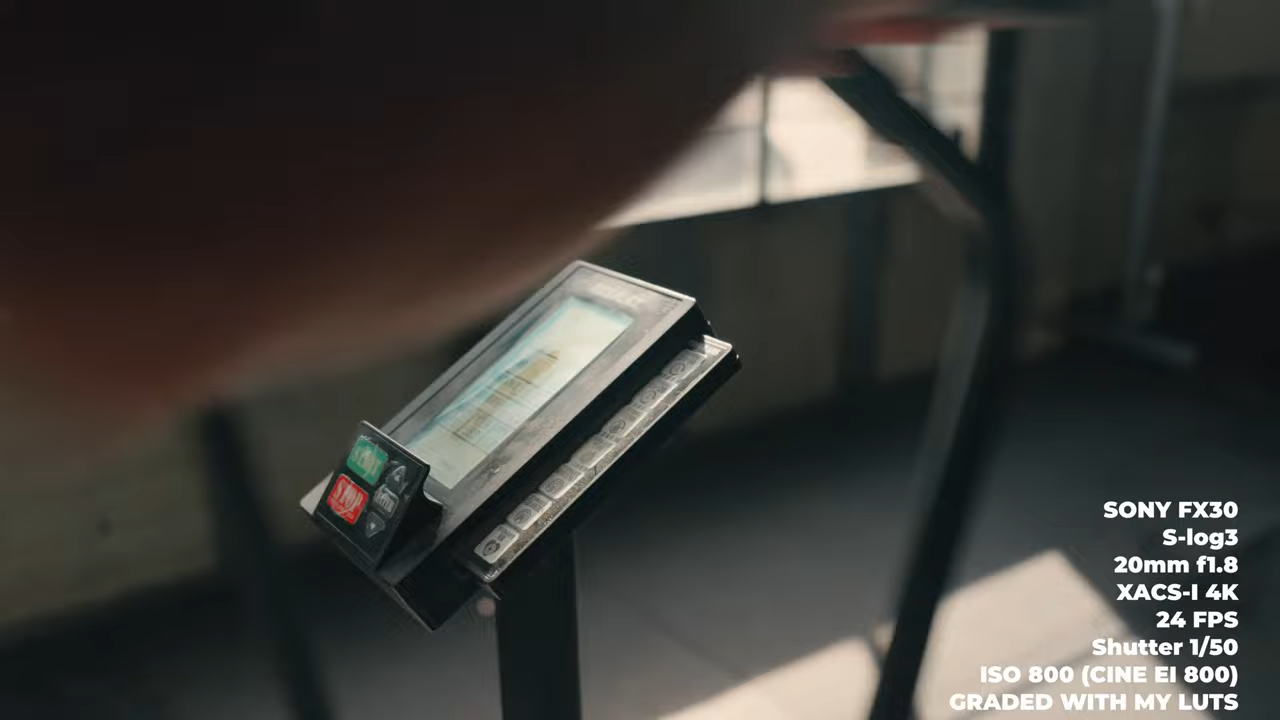 STOP
SONY FX30
S-log3
20mm f1.8
XACS-I 4K
24 FPS
Shutter 1/50
ISO 800 (CINE EI 800)
GRADED WITH MY LUTS